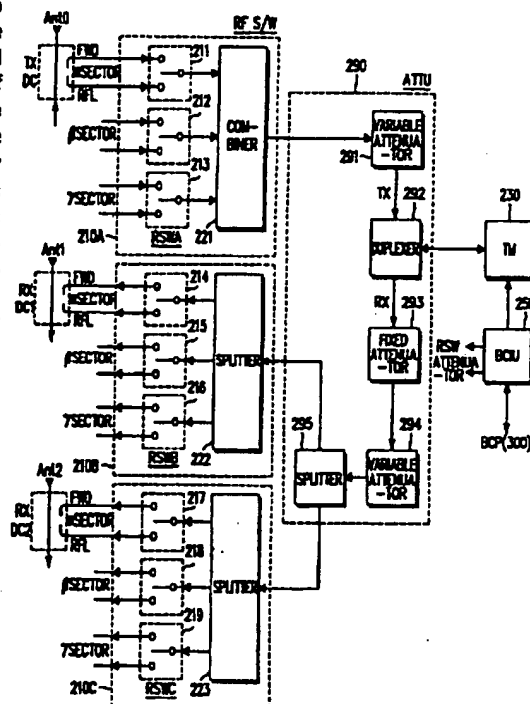 Ant0
RF S/W
TX
DC
FWD
αSECTOR
RFL
211
212
βSECTOR
213
γSECTOR
RSWA
210A
COM-
BINER
221
290
ATTU
VARIABLE
ATTENUA
-TOR
291
TX
292
DUPLEXER
230
TW
RX
293
FIXED
ATTENUA
-TOR
RSW
ATTENUA
-TOR
BCIU
BCP(300)
294
VARIABLE
ATTENUA
-TOR
295
SPLITTER
Ant1
RX
DC1
FWD
αSECTOR
RFL
214
215
βSECTOR
216
γSECTOR
RSWB
210B
SPLITTER
222
Ant2
RX
DC2
FWD
αSECTOR
RFL
217
218
βSECTOR
219
γSECTOR
RSWC
210C
SPLITTER
223